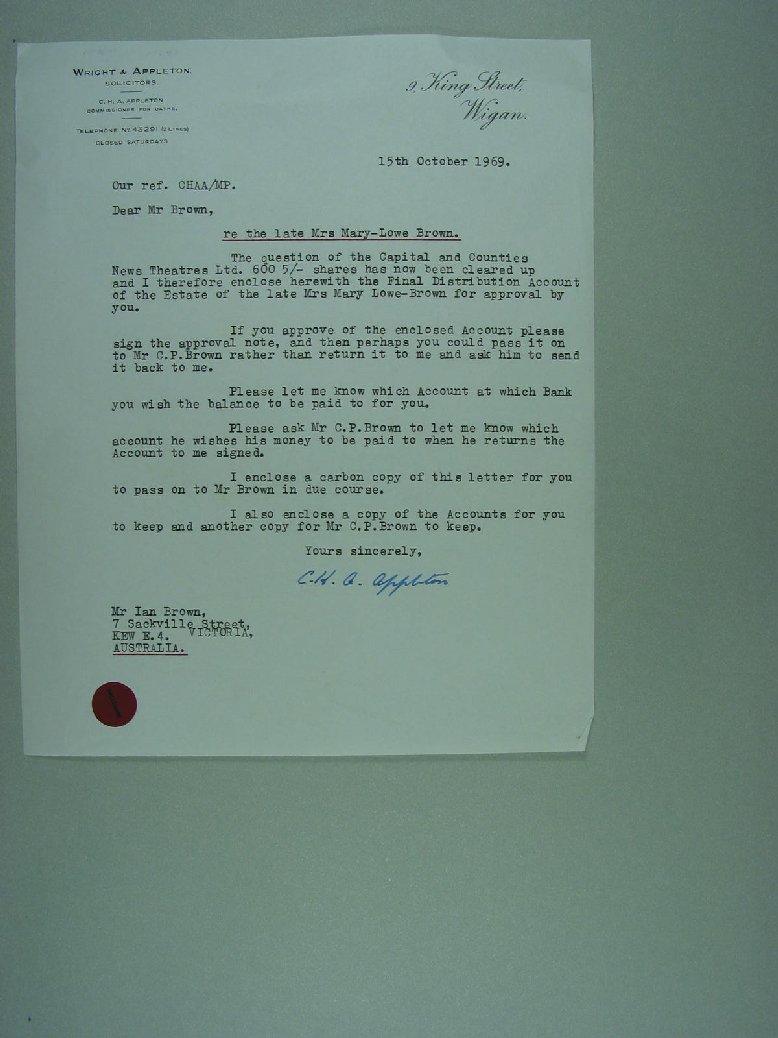 WRIGHT & APPLETON.
SOLICITORS.
C. H. A. APPLETON
COMMISSIONER FOR OATHS.
TELEPHONE No 43291 (2 LINES)
CLOSED SATURDAYS
9, King Street,
Wigan.
15th October 1969.
Our ref. CHAA/MP.
Dear Mr Brown,
re the late Mrs Mary-Lowe Brown.
The question of the Capital and Counties
News Theatres Ltd. 600 5/- shares has now been cleared up
and I therefore enclose herewith the Final Distribution Account
of the Estate of the late Mrs Mary Lowe-Brown for approval by
you.
If you approve of the enclosed Account please
sign the approval note, and then perhaps you could pass it on
to Mr C.P.Brown rather than return it to me and ask him to send
it back to me.
Please let me know which Account at which Bank
you wish the balance to be paid to for you.
Please ask Mr C.P.Brown to let me know which
account he wishes his money to be paid to when he returns the
Account to me signed.
I enclose a carbon copy of this letter for you
to pass on to Mr Brown in due course.
I also enclose a copy of the Accounts for you
to keep and another copy for Mr C.P.Brown to keep.
Yours sincerely,
C.H. A. Appleton
Mr Ian Brown,
7 Sackville Street,
KEW E.4. VICTORIA,
AUSTRALIA.